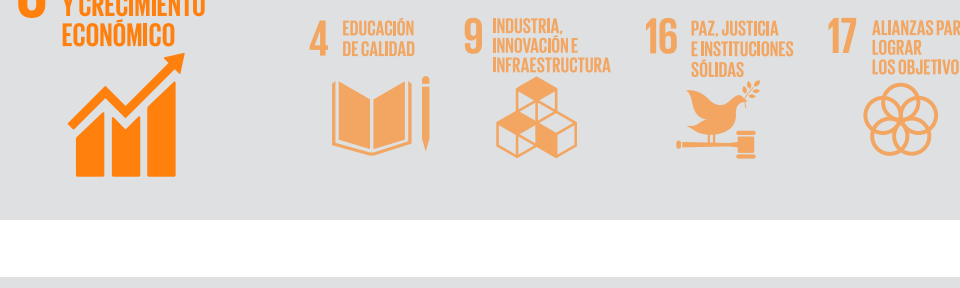 Y CRECIMIENTO
ECONÓMICO
4 EDUCACIÓN
DE CALIDAD
9 INDUSTRIA,
INNOVACIÓN E
INFRAESTRUCTURA
16 PAZ, JUSTICIA
E INSTITUCIONES
SÓLIDAS
17 ALIANZAS PAR
LOGRAR
LOS OBJETIVO